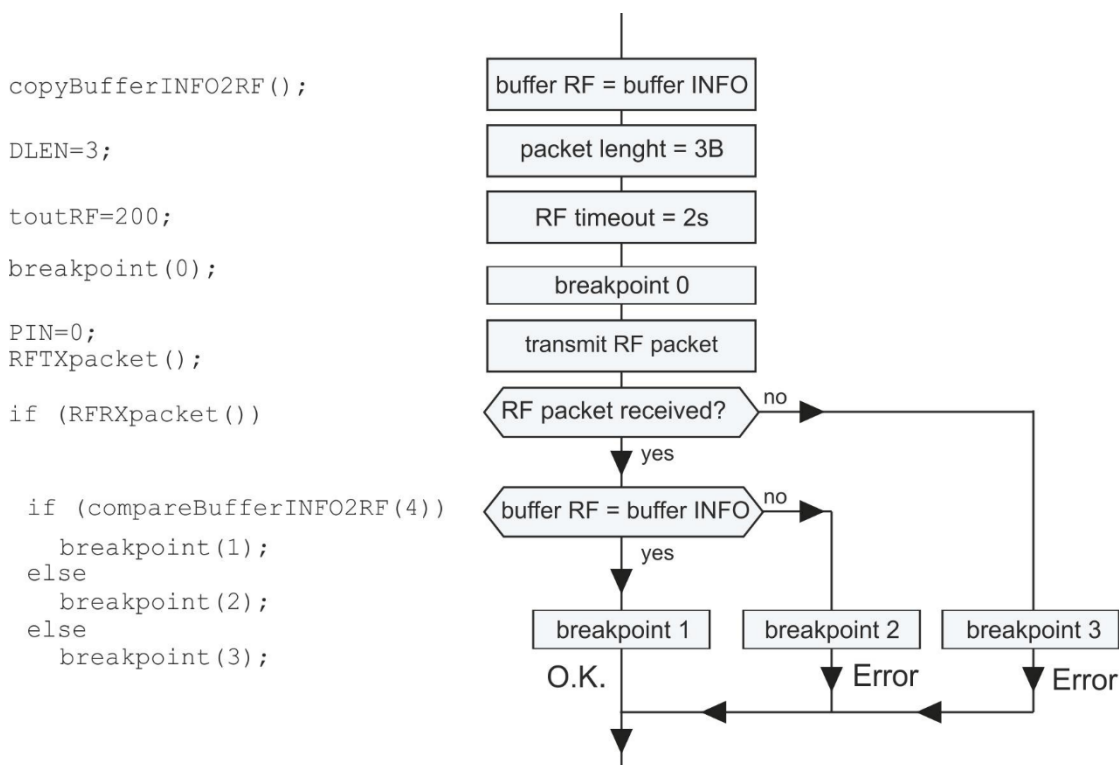 copyBufferINFO2RF();
DLEN=3;
toutRF=200;
breakpoint(0);
PIN=0;
RFTXpacket();
if (RFRXpacket())
if (compareBufferINFO2RF(4))
breakpoint(1);
else
breakpoint(2);
else
breakpoint(3);
buffer RF = buffer INFO
packet lenght = 3B
RF timeout = 2s
breakpoint 0
transmit RF packet
RF packet received?
no
yes
buffer RF = buffer INFO
no
yes
breakpoint 1
breakpoint 2
breakpoint 3
O.K.
Error
Error